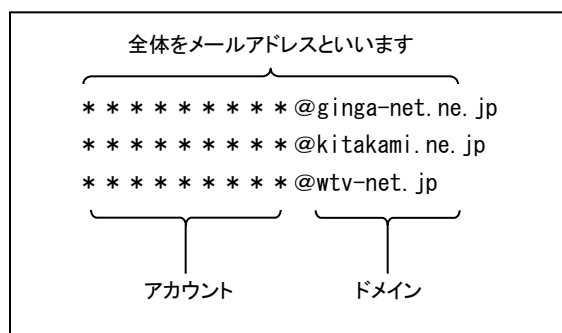 全体をメールアドレスといいます
* * * * * * * * * @ginga-net.ne.jp
* * * * * * * * * @kitakami.ne.jp
* * * * * * * * * @wtv-net.jp
アカウント ドメイン